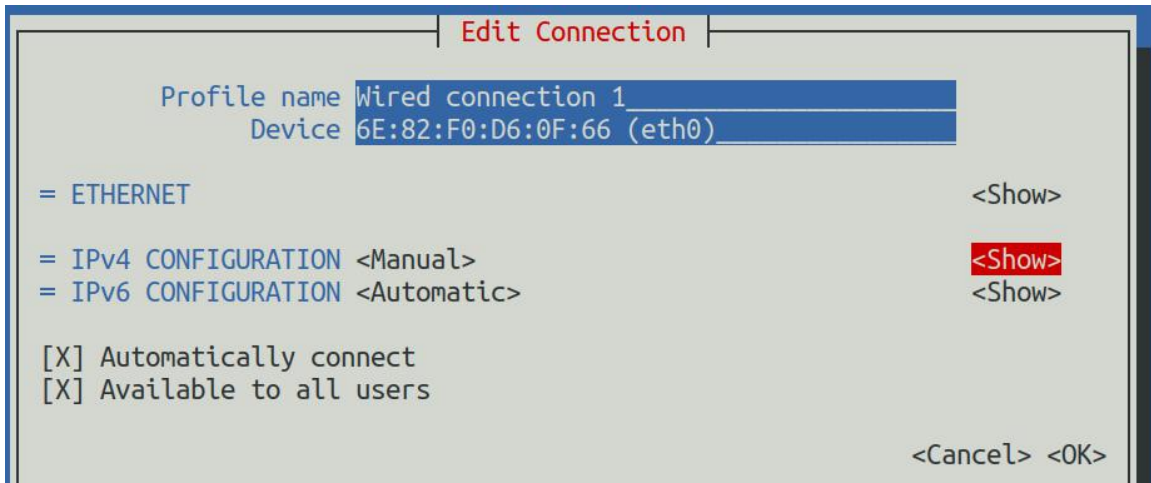 Edit Connection
Profile name Wired connection 1
Device 6E:82:F0:D6:0F:66 (eth0)
= ETHERNET <Show>
= IPv4 CONFIGURATION <Manual> <Show>
= IPv6 CONFIGURATION <Automatic> <Show>
[X] Automatically connect
[X] Available to all users
<Cancel> <OK>